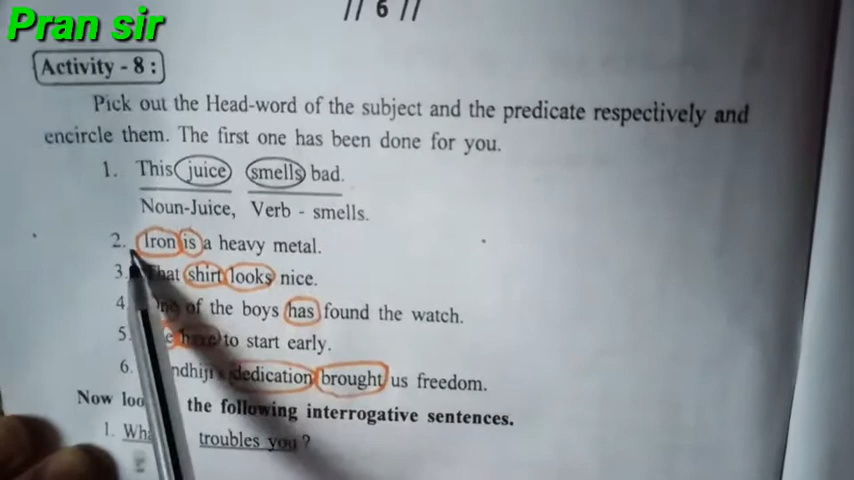 Pran sir
// 6 //
Activity - 8 :
Pick out the Head-word of the subject and the predicate respectively and
encircle them. The first one has been done for you.
1. This juice smells bad.
Noun-Juice, Verb - smells.
2. Iron is a heavy metal.
3. That shirt looks nice.
4. of the boys has found the watch.
5. have to start early.
6. dedication brought us freedom.
Now the following interrogative sentences.
1. troubles you ?